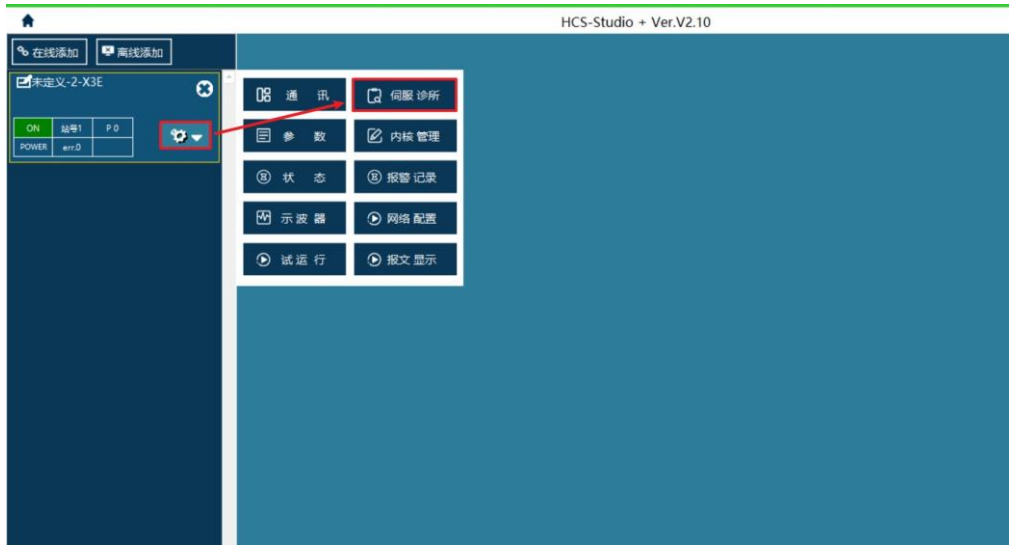 HCS-Studio + Ver.V2.10
在线添加 离线添加
未定义-2-X3E
ON 站号1 P 0
POWER err.0
通 讯 伺服 诊所
参 数 内核 管理
状 态 报警 记录
示 波 器 网络 配置
试 运 行 报文 显示